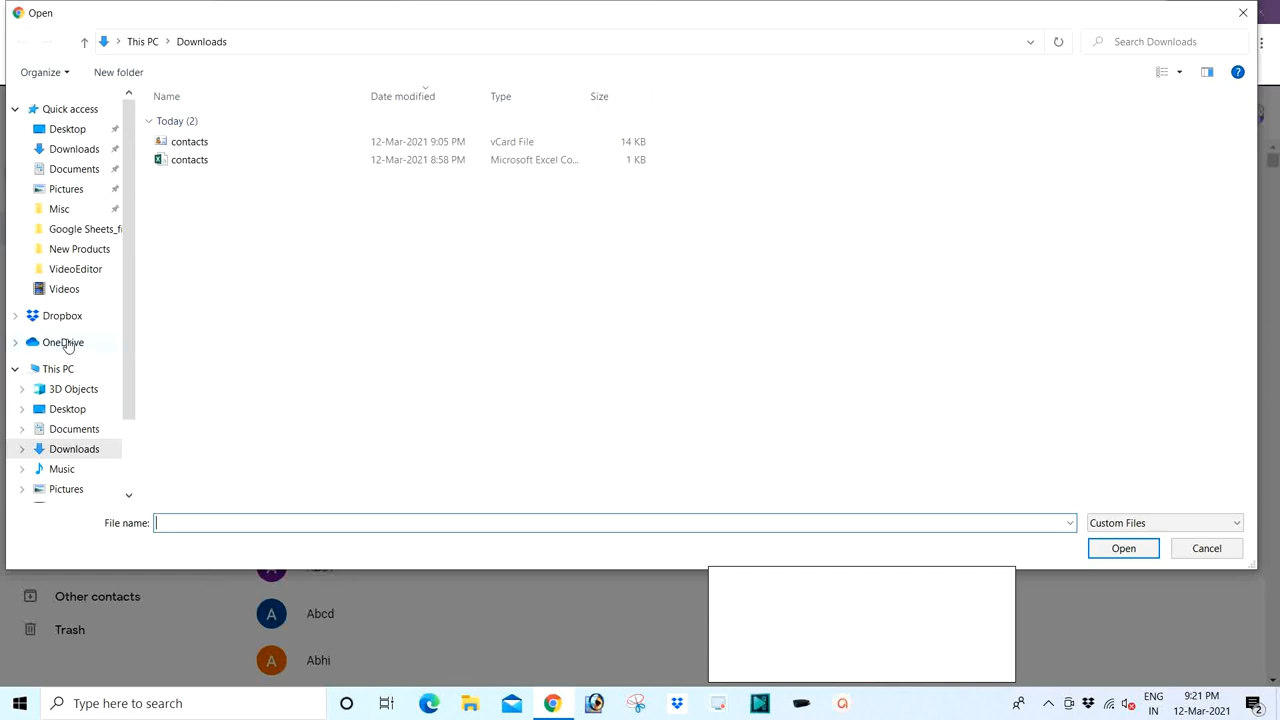 Open
This PC
Downloads
Search Downloads
Organize
New folder
Name
Date modified
Type
Size
Today (2)
contacts
12-Mar-2021 9:05 PM
vCard File
14 KB
contacts
12-Mar-2021 8:58 PM
Microsoft Excel Co...
1 KB
Quick access
Desktop
Downloads
Documents
Pictures
Misc
Google Sheets_fi
New Products
VideoEditor
Videos
Dropbox
OneDrive
This PC
3D Objects
Desktop
Documents
Downloads
Music
Pictures
File name:
Custom Files
Open
Cancel
Other contacts
A
Abcd
Trash
A
Abhi
Type here to search
ENG
IN
9:21 PM
12-Mar-2021
2